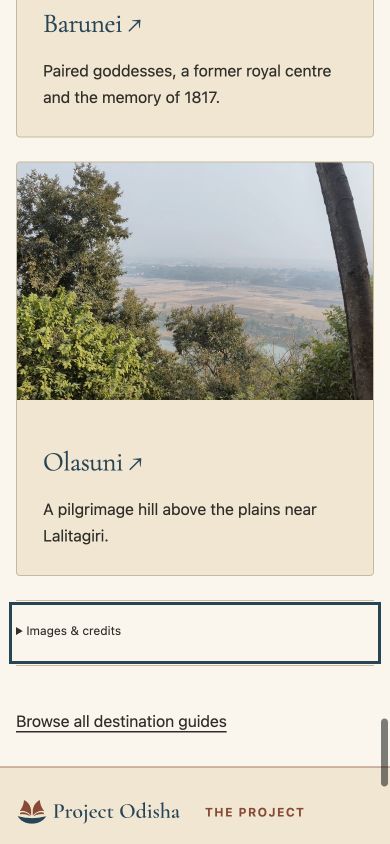 Barunei ↗
Paired goddesses, a former royal centre
and the memory of 1817.
Olasuni ↗
A pilgrimage hill above the plains near
Lalitagiri.
▶ Images & credits
Browse all destination guides
Project Odisha THE PROJECT